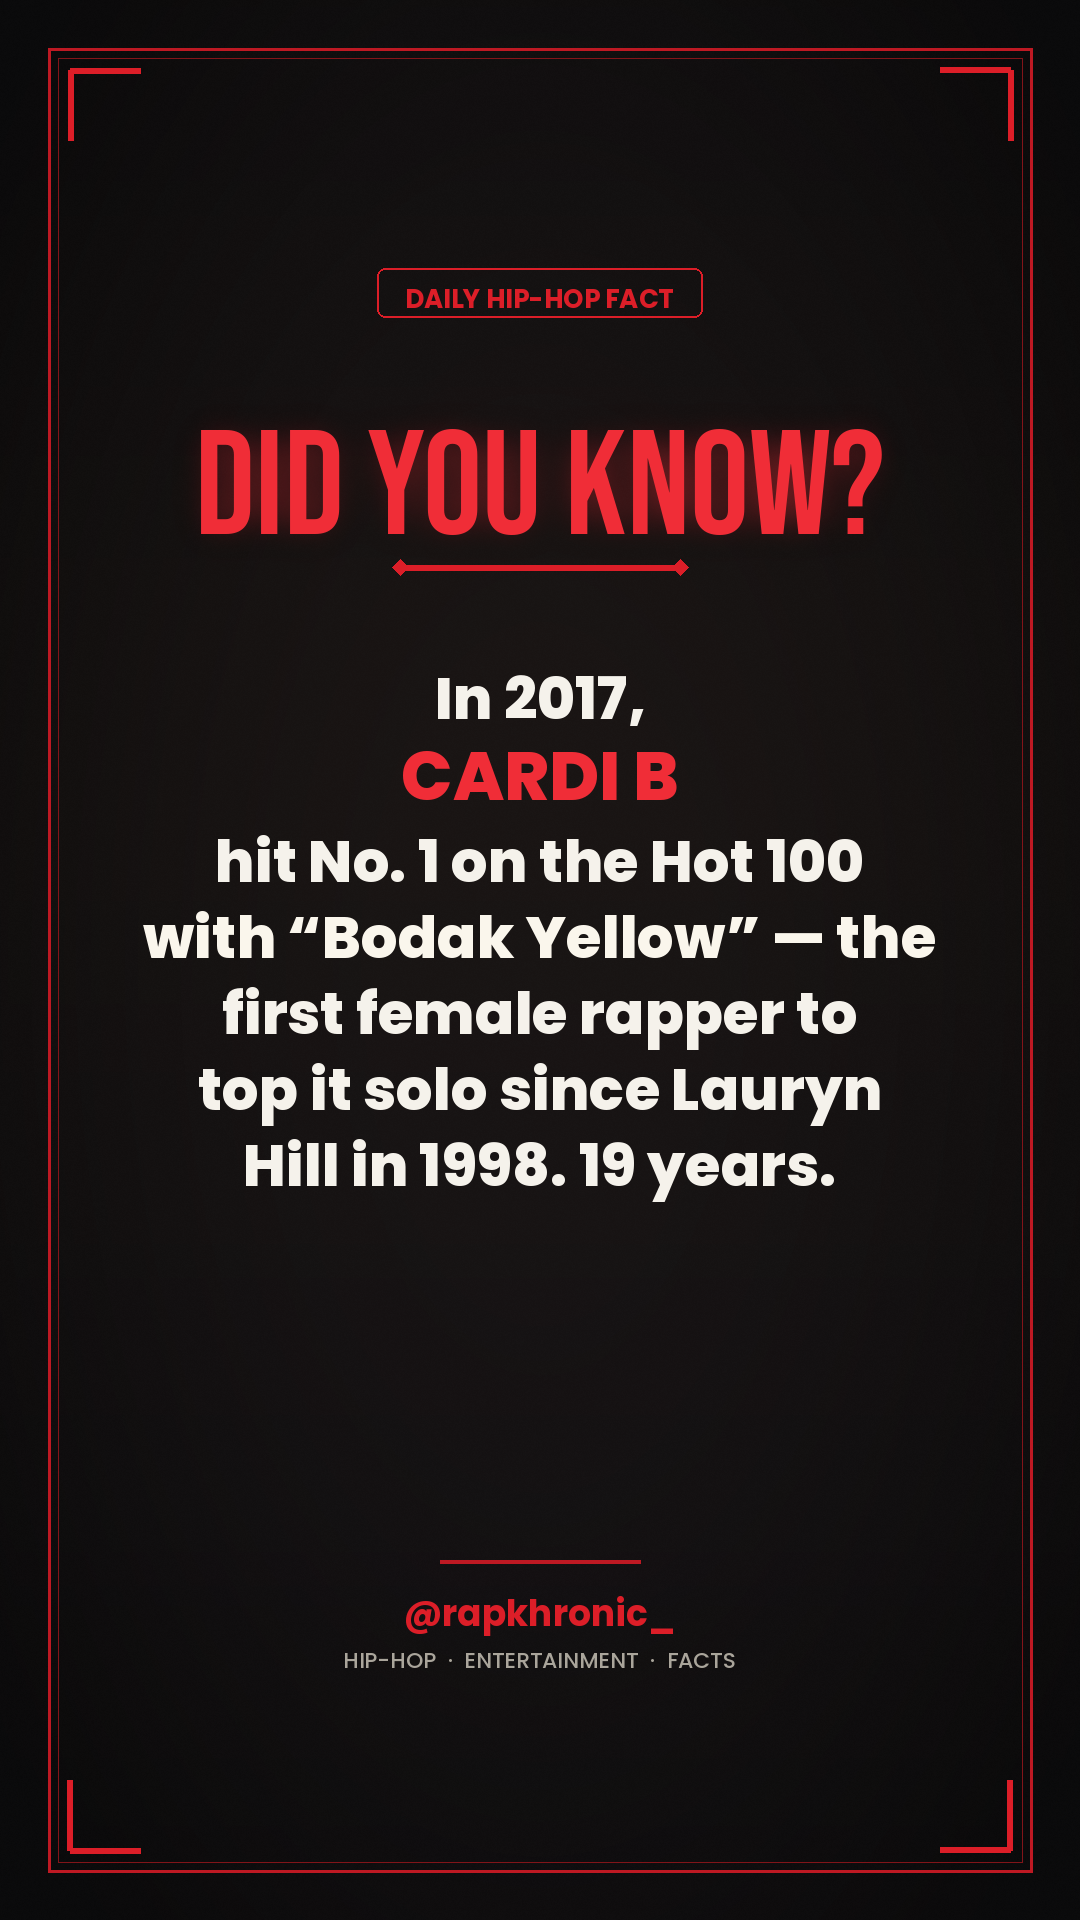 DAILY HIP-HOP FACT
DID YOU KNOW?
In 2017,
CARDI B
hit No. 1 on the Hot 100
with “Bodak Yellow” — the
first female rapper to
top it solo since Lauryn
Hill in 1998. 19 years.
@rapkhronic_
HIP-HOP · ENTERTAINMENT · FACTS